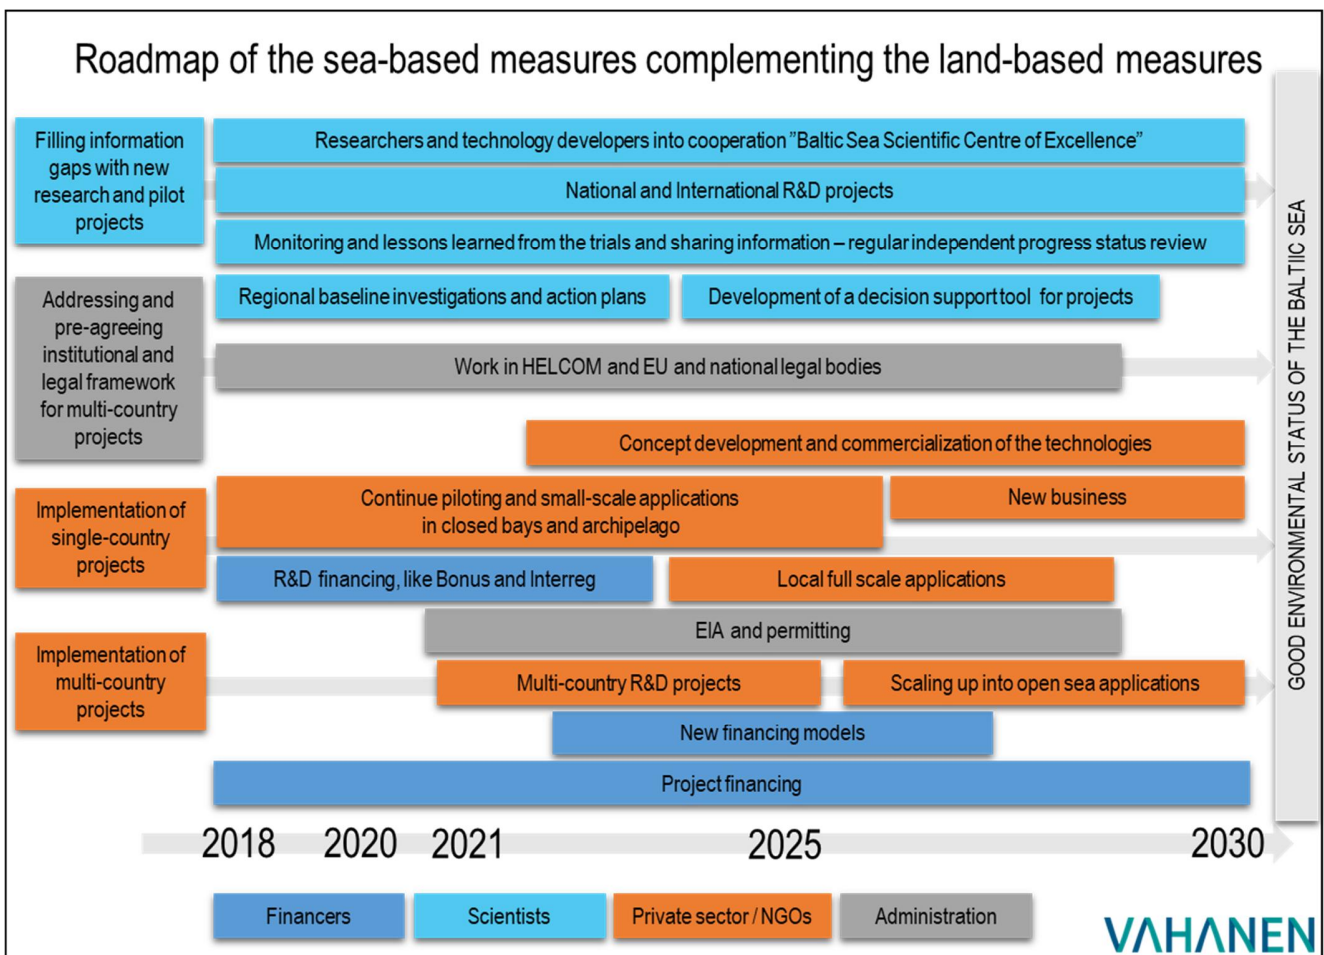 Roadmap of the sea-based measures complementing the land-based measures
Filling information
gaps with new
research and pilot
projects
Researchers and technology developers into cooperation ”Baltic Sea Scientific Centre of Excellence”
National and International R&D projects
Monitoring and lessons learned from the trials and sharing information – regular independent progress status review
Regional baseline investigations and action plans
Development of a decision support tool for projects
Addressing and
pre-agreeing
institutional and
legal framework
for multi-country
projects
Work in HELCOM and EU and national legal bodies
Concept development and commercialization of the technologies
Implementation of
single-country
projects
Continue piloting and small-scale applications
in closed bays and archipelago
New business
R&D financing, like Bonus and Interreg
Local full scale applications
EIA and permitting
Implementation of
multi-country
projects
Multi-country R&D projects
Scaling up into open sea applications
New financing models
Project financing
GOOD ENVIRONMENTAL STATUS OF THE BALTIIC SEA
2018 2020 2021 2025 2030
Financers
Scientists
Private sector / NGOs
Administration
VAHANEN